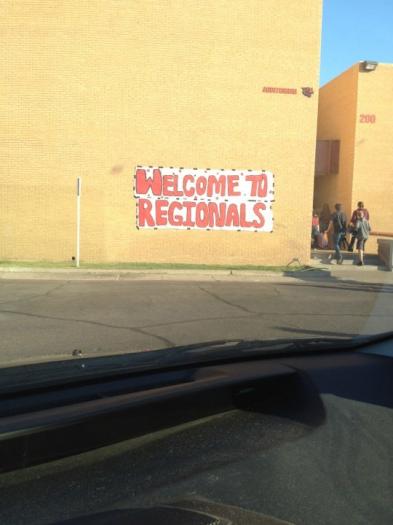 AUDITORIUM
200
WELCOME TO
REGIONALS